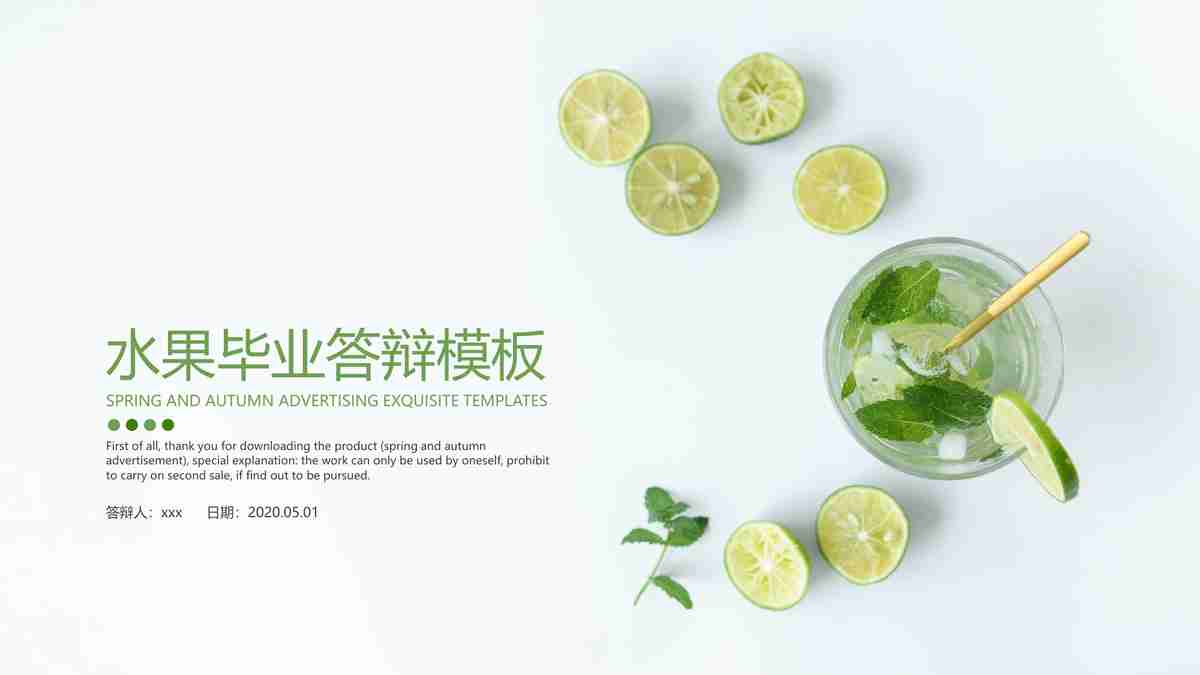 水果毕业答辩模板
SPRING AND AUTUMN ADVERTISING EXQUISITE TEMPLATES
First of all, thank you for downloading the product (spring and autumn
advertisement), special explanation: the work can only be used by oneself, prohibit
to carry on second sale, if find out to be pursued.
答辩人：xxx 日期：2020.05.01